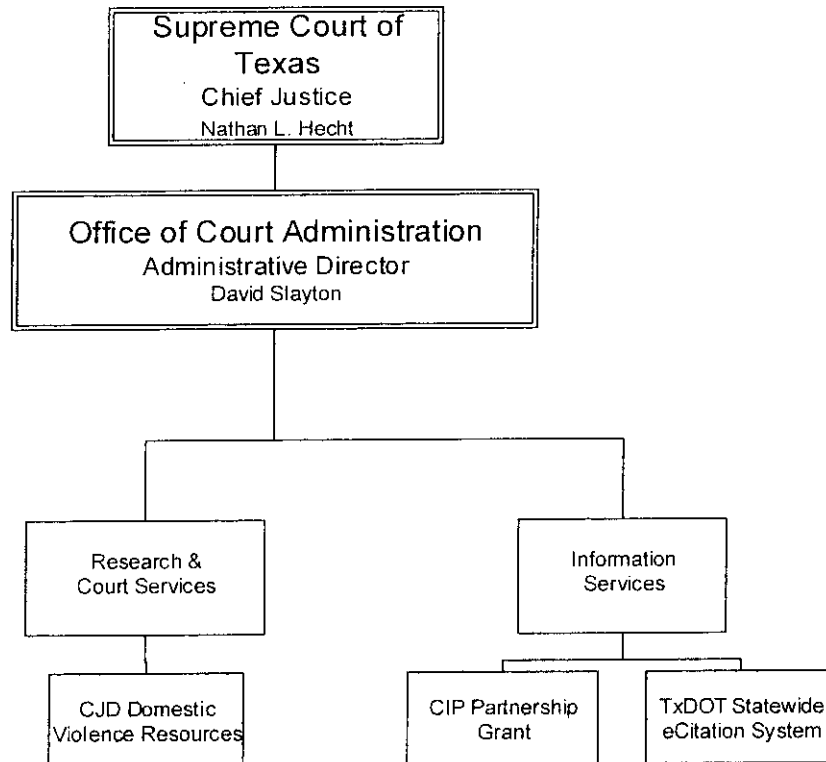 Supreme Court of
Texas
Chief Justice
Nathan L. Hecht
Office of Court Administration
Administrative Director
David Slayton
Research &
Court Services
Information
Services
CJD Domestic
Violence Resources
CIP Partnership
Grant
TxDOT Statewide
eCitation System